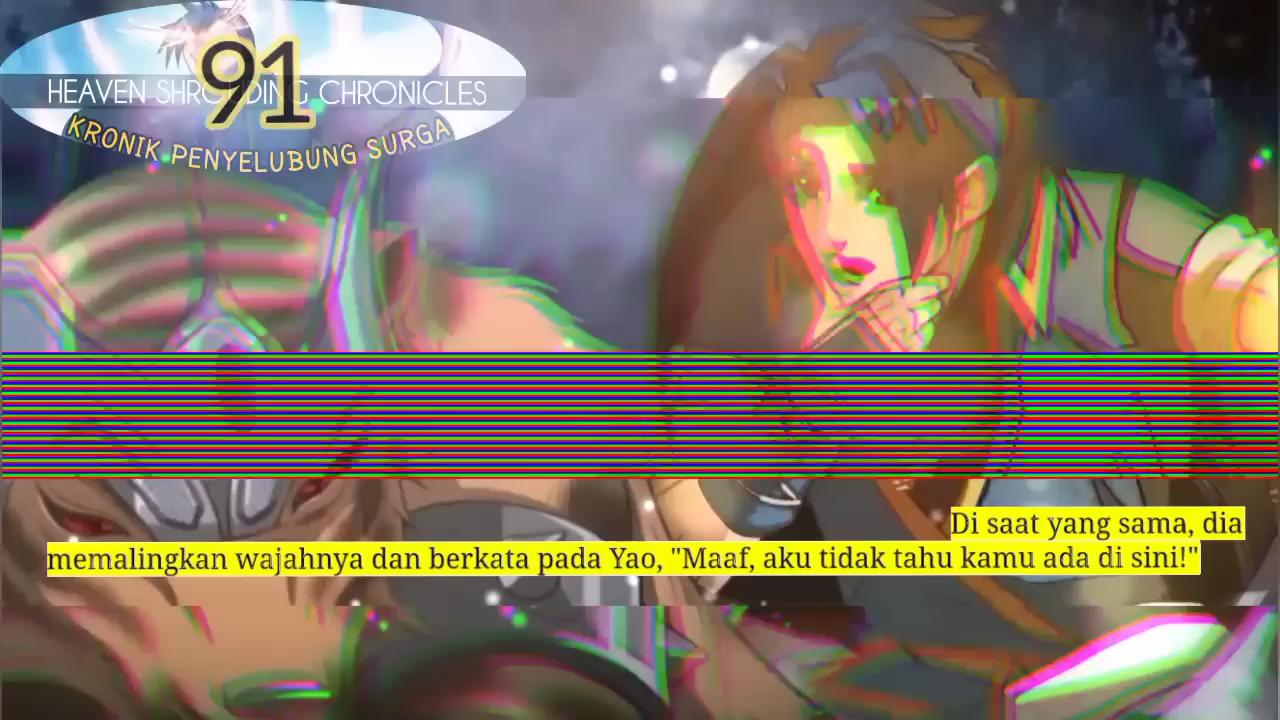 91
HEAVEN SHROUDING CHRONICLES
KRONIK PENYELUBUNG SURGA
Di saat yang sama, dia
memalingkan wajahnya dan berkata pada Yao, "Maaf, aku tidak tahu kamu ada di sini!"